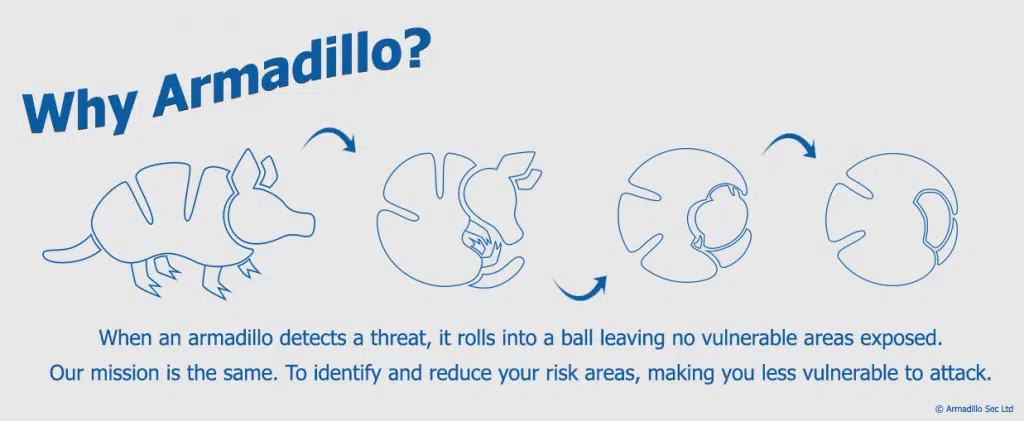 Why Armadillo?
When an armadillo detects a threat, it rolls into a ball leaving no vulnerable areas exposed.
Our mission is the same. To identify and reduce your risk areas, making you less vulnerable to attack.
© Armadillo Sec Ltd